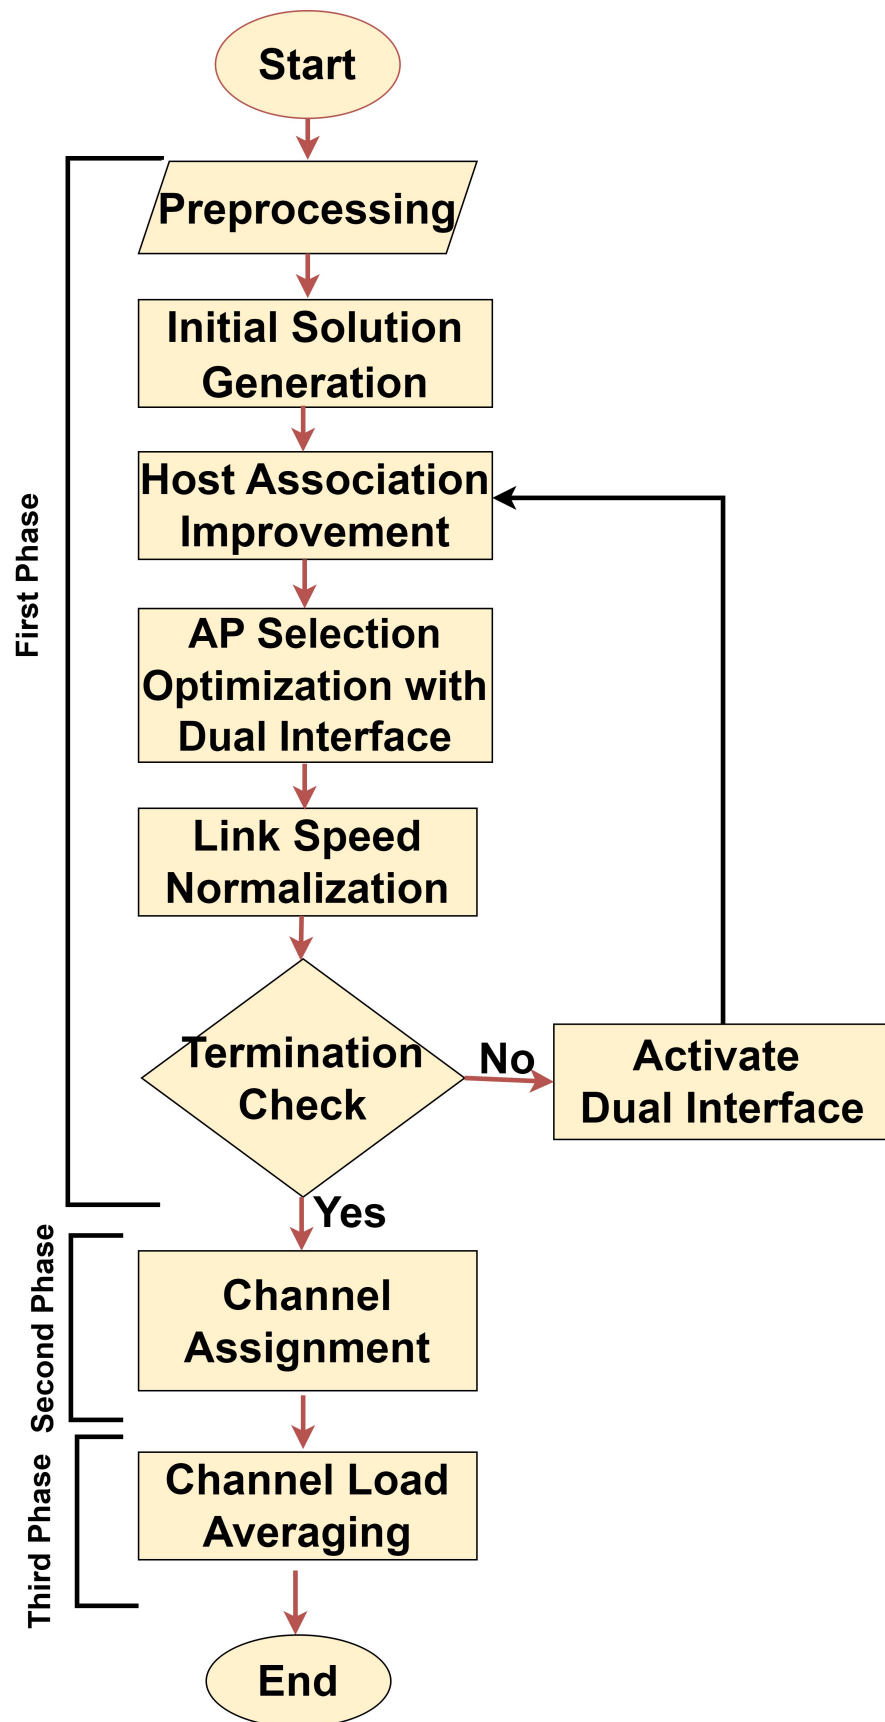 Start
Preprocessing
Initial Solution
Generation
Host Association
Improvement
First Phase
AP Selection
Optimization with
Dual Interface
Link Speed
Normalization
Termination
Check
No
Activate
Dual Interface
Yes
Second Phase
Channel
Assignment
Third Phase
Channel Load
Averaging
End